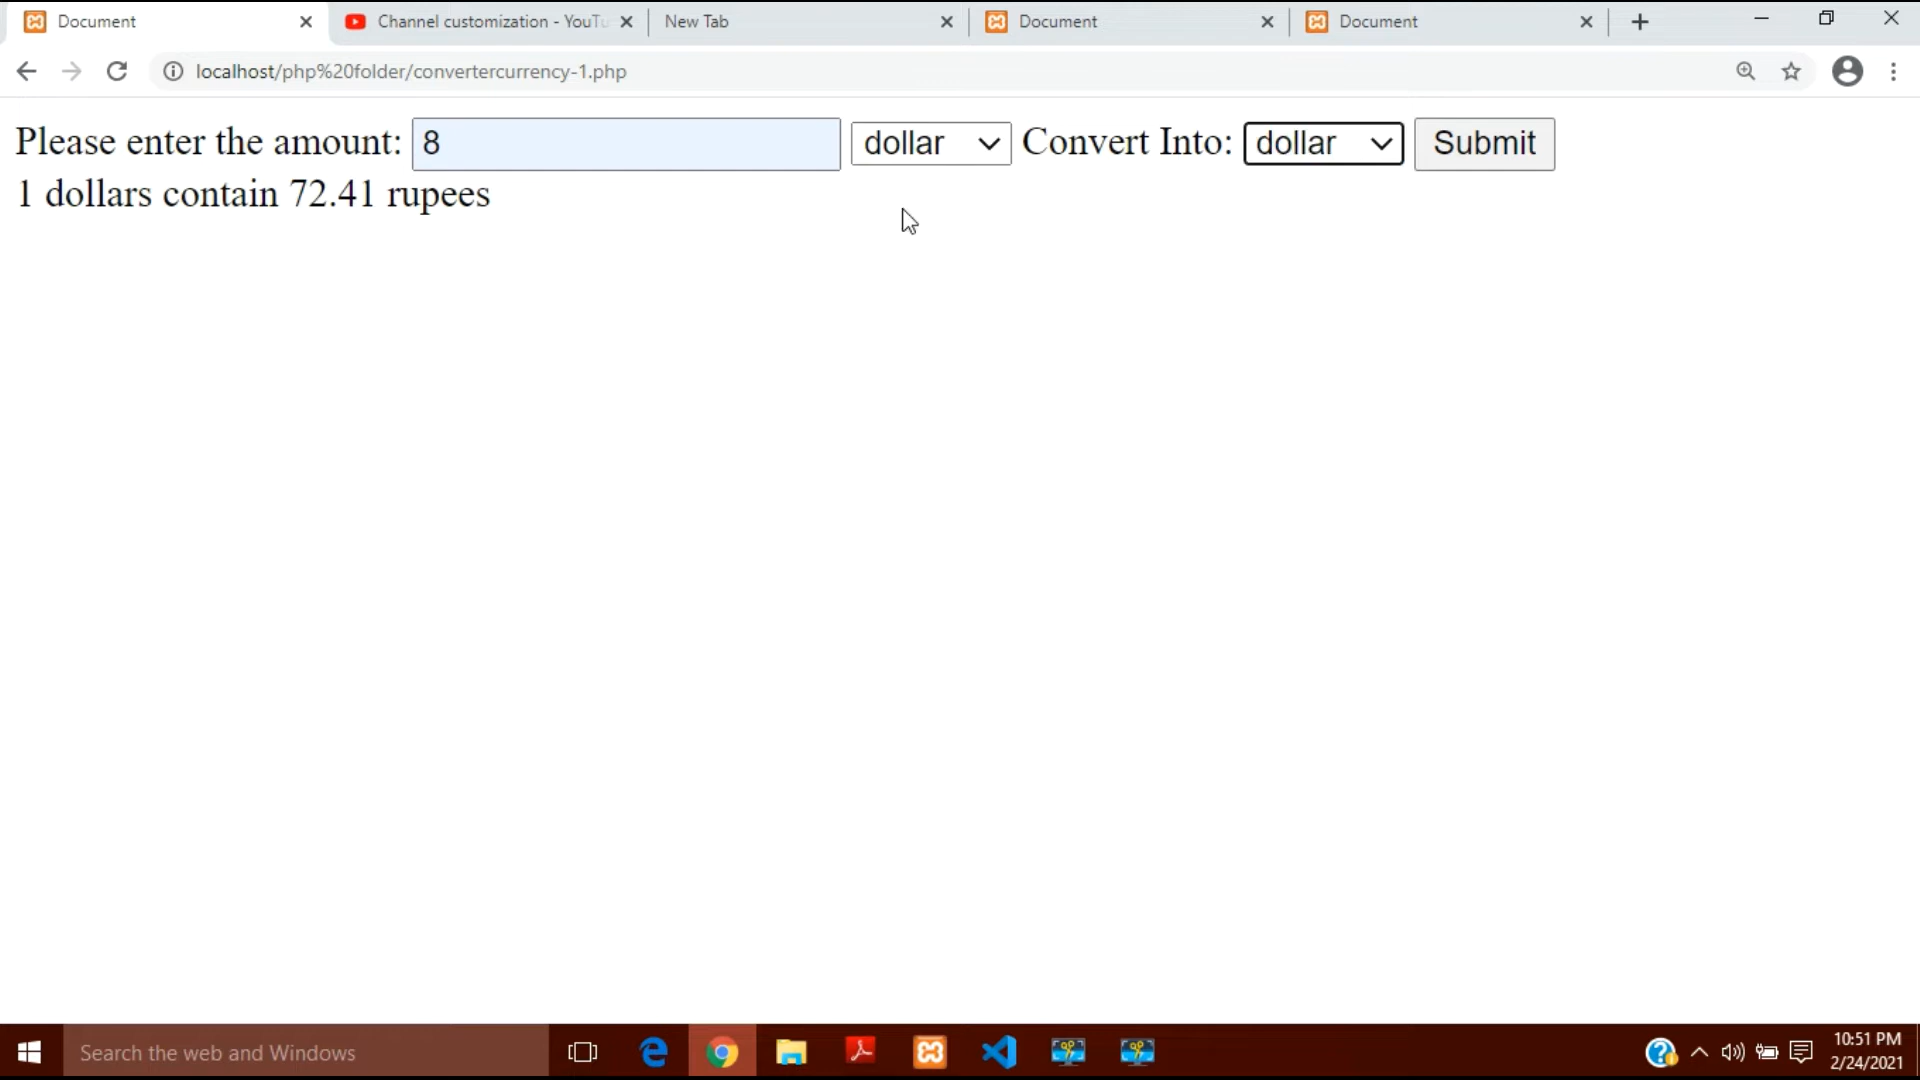 Document
Channel customization - YouTu
New Tab
Document
Document
localhost/php%20folder/convertercurrency-1.php
Please enter the amount: 8 dollar Convert Into: dollar Submit
1 dollars contain 72.41 rupees
Search the web and Windows
10:51 PM
2/24/2021